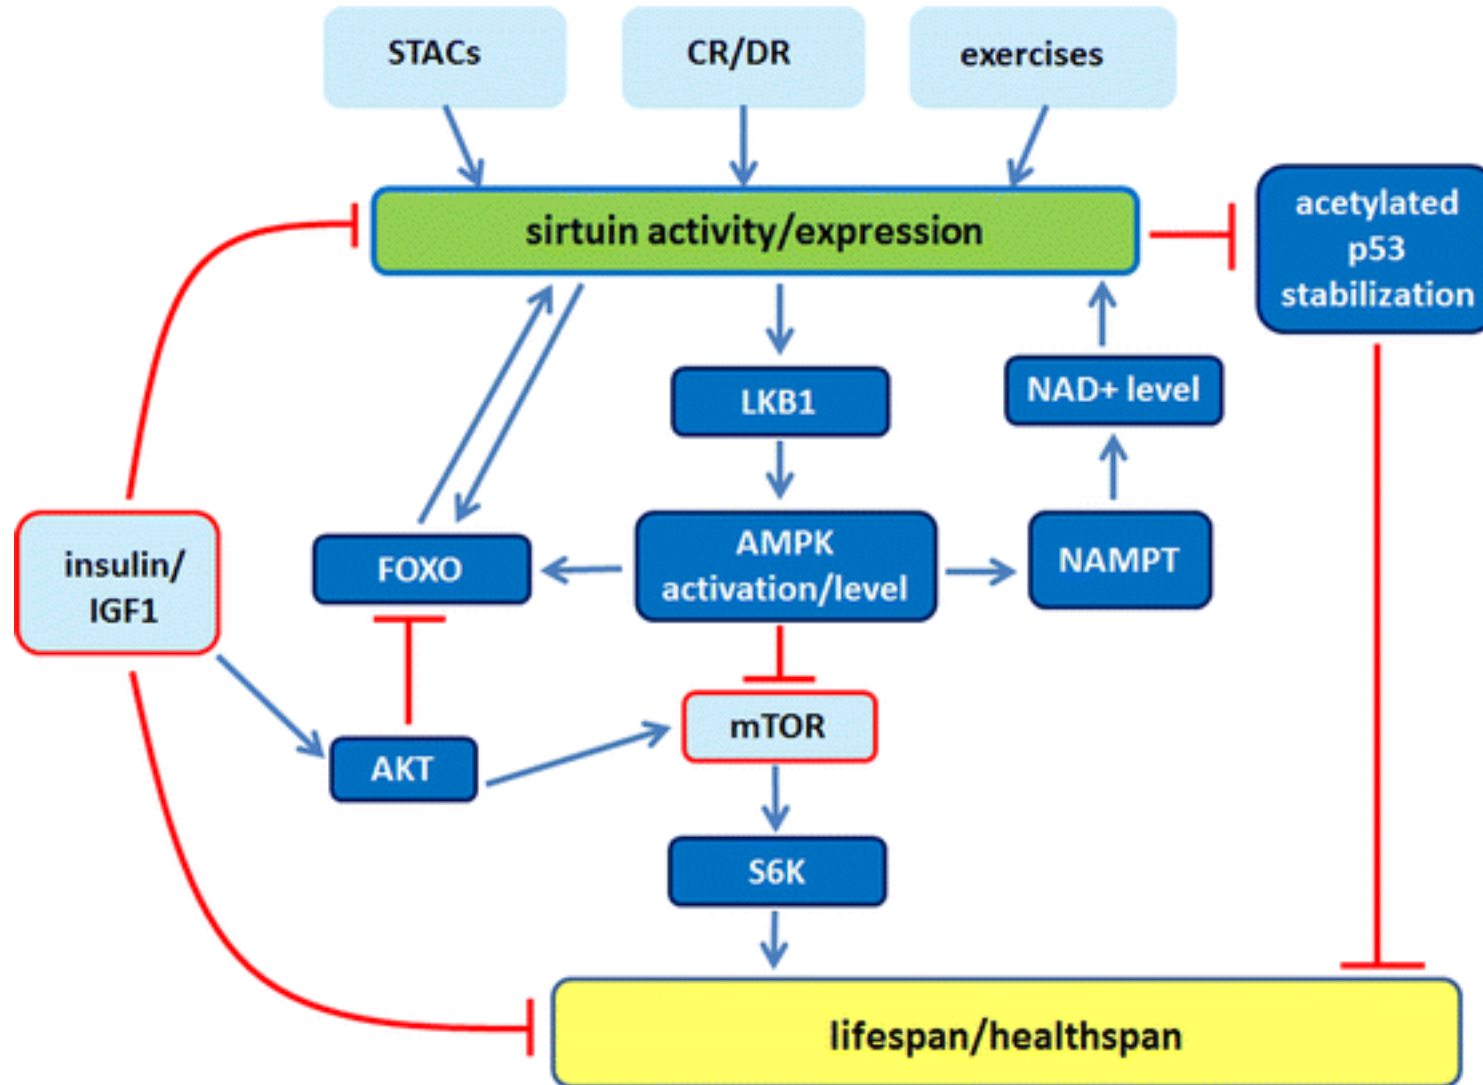 STACs
CR/DR
exercises
sirtuin activity/expression
acetylated
p53
stabilization
LKB1
NAD+ level
insulin/
IGF1
FOXO
AMPK
activation/level
NAMPT
mTOR
AKT
S6K
lifespan/healthspan